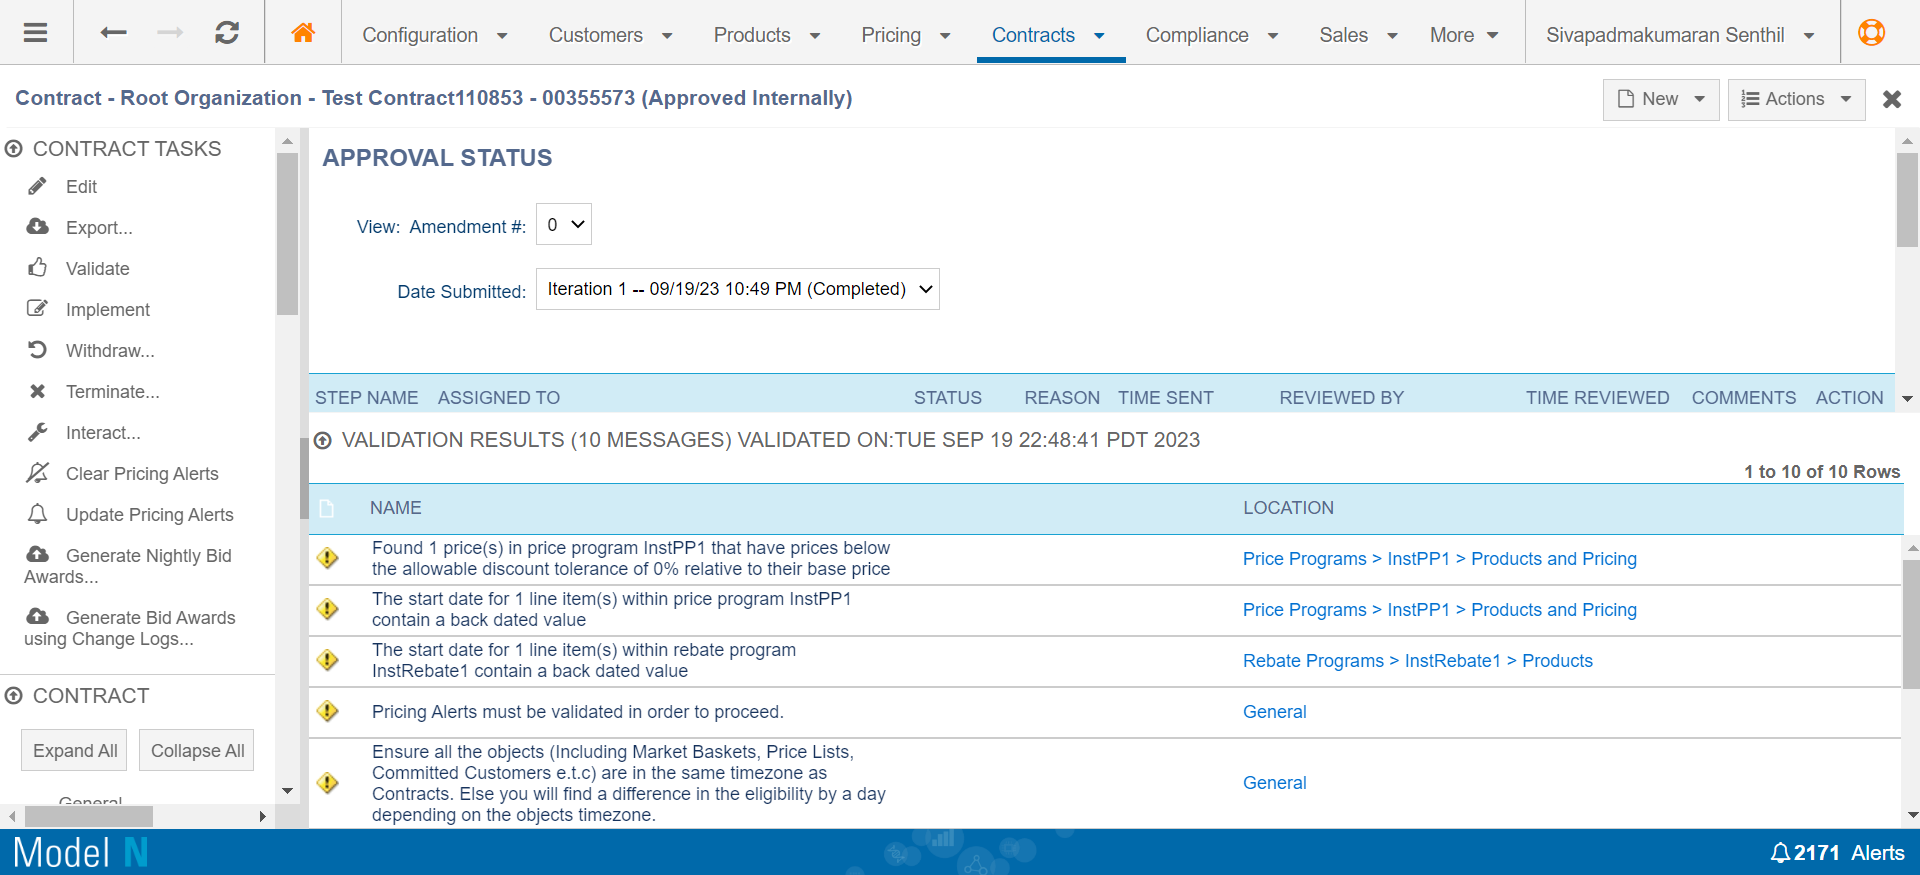 Configuration Customers Products Pricing Contracts Compliance Sales More Sivapadmakumaran Senthil
Contract - Root Organization - Test Contract110853 - 00355573 (Approved Internally)
New Actions
CONTRACT TASKS
Edit
Export...
Validate
Implement
Withdraw...
Terminate...
Interact...
Clear Pricing Alerts
Update Pricing Alerts
Generate Nightly Bid
Awards...
Generate Bid Awards
using Change Logs...
CONTRACT
Expand All Collapse All
General
APPROVAL STATUS
View: Amendment #: 0
Date Submitted: Iteration 1 -- 09/19/23 10:49 PM (Completed)
STEP NAME ASSIGNED TO STATUS REASON TIME SENT REVIEWED BY TIME REVIEWED COMMENTS ACTION
VALIDATION RESULTS (10 MESSAGES) VALIDATED ON:TUE SEP 19 22:48:41 PDT 2023
1 to 10 of 10 Rows
NAME LOCATION
Found 1 price(s) in price program InstPP1 that have prices below
the allowable discount tolerance of 0% relative to their base price
Price Programs > InstPP1 > Products and Pricing
The start date for 1 line item(s) within price program InstPP1
contain a back dated value
Price Programs > InstPP1 > Products and Pricing
The start date for 1 line item(s) within rebate program
InstRebate1 contain a back dated value
Rebate Programs > InstRebate1 > Products
Pricing Alerts must be validated in order to proceed.
General
Ensure all the objects (Including Market Baskets, Price Lists,
Committed Customers e.t.c) are in the same timezone as
Contracts. Else you will find a difference in the eligibility by a day
depending on the objects timezone.
General
Model N
2171 Alerts